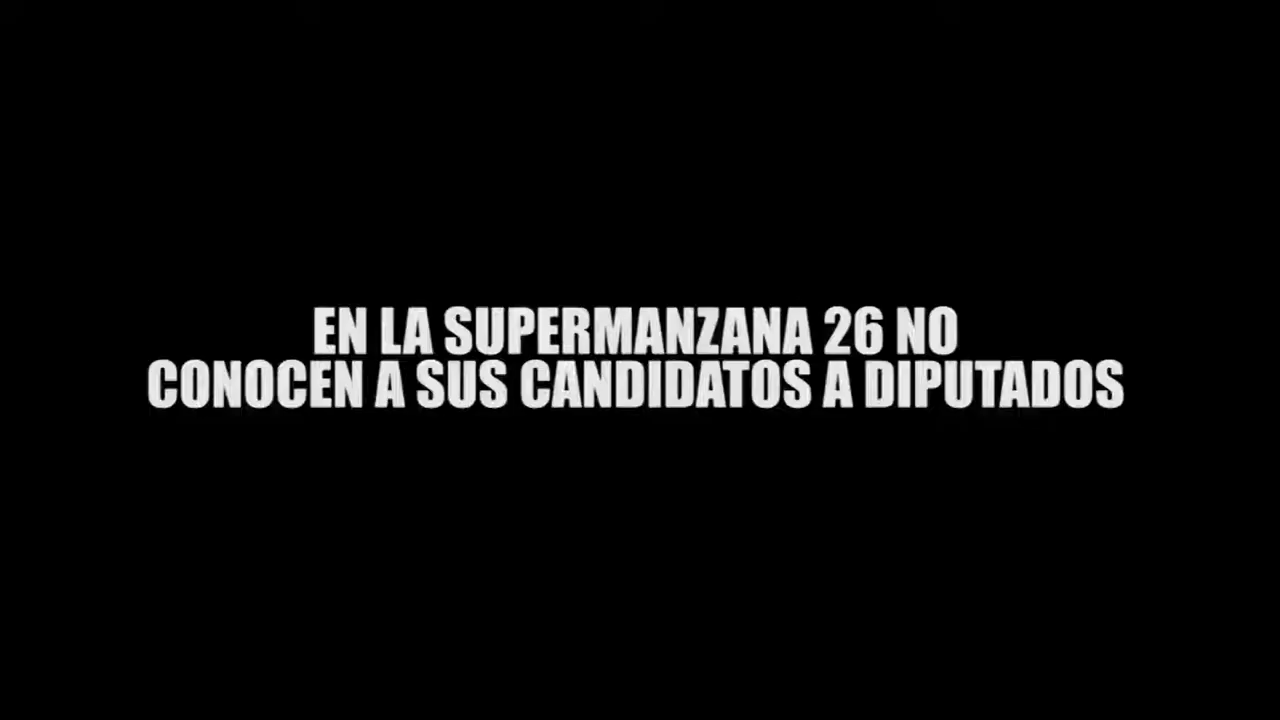 EN LA SUPERMANZANA 26 NO
CONOCEN A SUS CANDIDATOS A DIPUTADOS